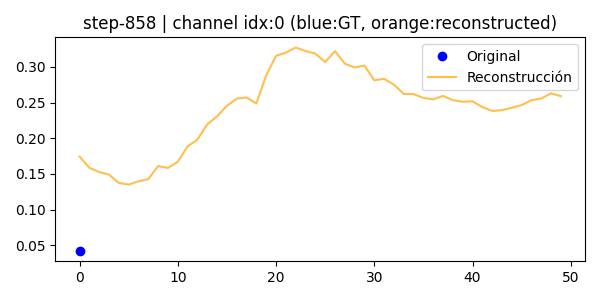 step-858 | channel idx:0 (blue:GT, orange:reconstructed)
Original
Reconstrucción
0.30
0.25
0.20
0.15
0.10
0.05
0 10 20 30 40 50